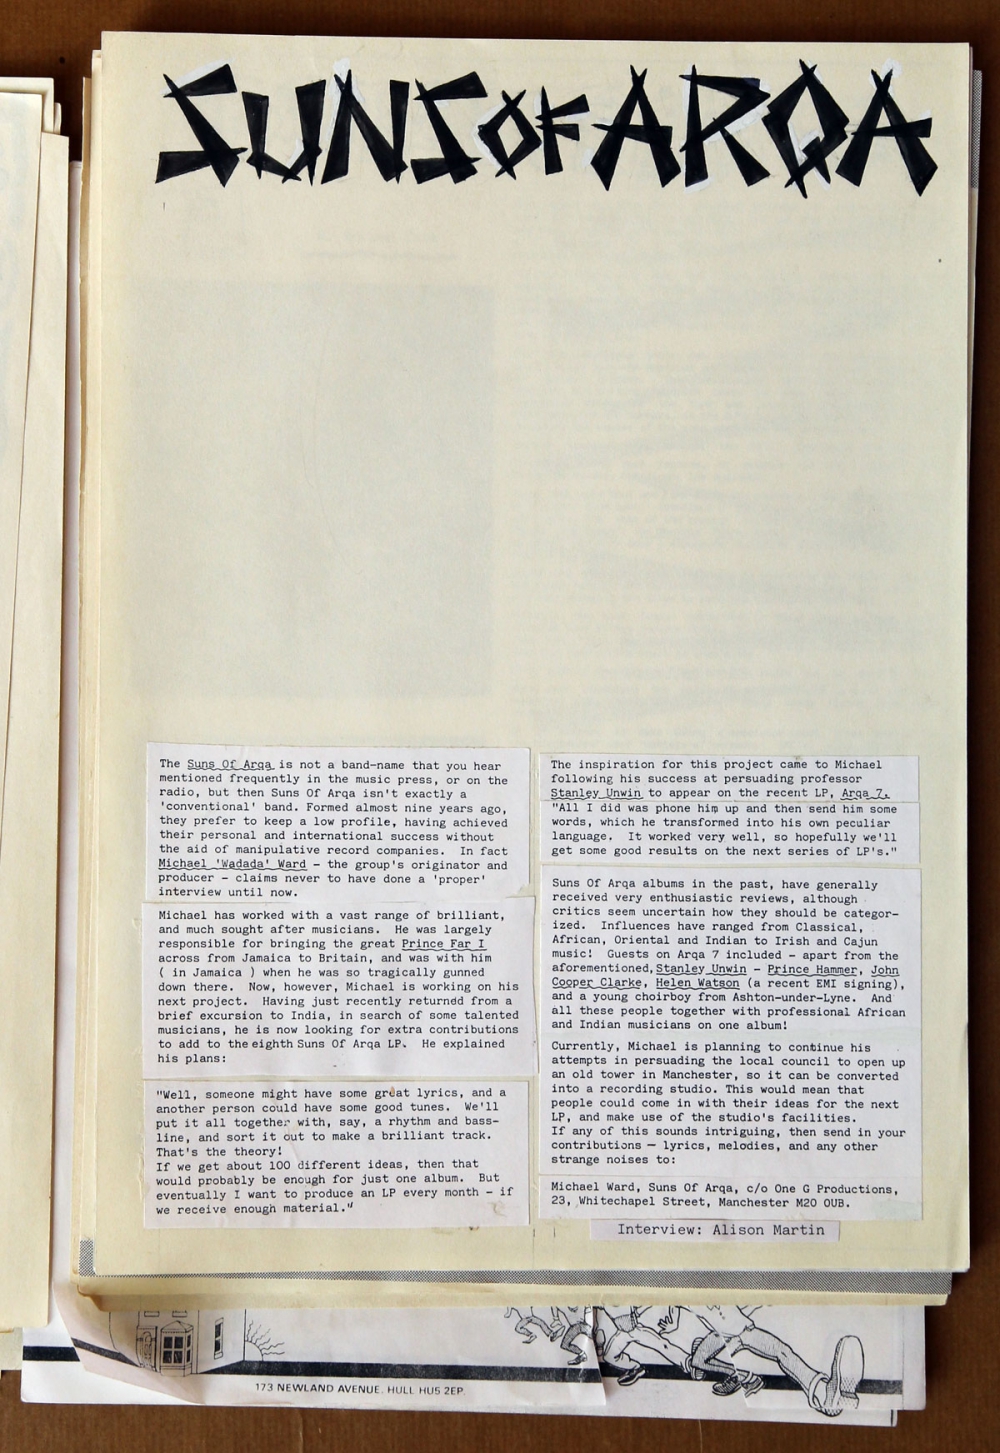 SUNS OF ARQA
The Suns Of Arqa is not a band-name that you hear
mentioned frequently in the music press, or on the
radio, but then Suns Of Arqa isn't exactly a
'conventional' band. Formed almost nine years ago,
they prefer to keep a low profile, having achieved
their personal and international success without
the aid of manipulative record companies. In fact
Michael 'Wadada' Ward - the group's originator and
producer - claims never to have done a 'proper'
interview until now.
Michael has worked with a vast range of brilliant,
and much sought after musicians. He was largely
responsible for bringing the great Prince Far I
across from Jamaica to Britain, and was with him
( in Jamaica ) when he was so tragically gunned
down there. Now, however, Michael is working on his
next project. Having just recently returnd from a
brief excursion to India, in search of some talented
musicians, he is now looking for extra contributions
to add to the eighth Suns Of Arqa LP. He explained
his plans:
"Well, someone might have some great lyrics, and a
another person could have some good tunes. We'll
put it all together with, say, a rhythm and bass-
line, and sort it out to make a brilliant track.
That's the theory!
If we get about 100 different ideas, then that
would probably be enough for just one album. But
eventually I want to produce an LP every month - if
we receive enough material."
The inspiration for this project came to Michael
following his success at persuading professor
Stanley Unwin to appear on the recent LP, Arqa 7.
"All I did was phone him up and then send him some
words, which he transformed into his own peculiar
language. It worked very well, so hopefully we'll
get some good results on the next series of LP's."
Suns Of Arqa albums in the past, have generally
received very enthusiastic reviews, although
critics seem uncertain how they should be categor-
ized. Influences have ranged from Classical,
African, Oriental and Indian to Irish and Cajun
music! Guests on Arqa 7 included - apart from the
aforementioned, Stanley Unwin - Prince Hammer, John
Cooper Clarke, Helen Watson (a recent EMI signing),
and a young choirboy from Ashton-under-Lyne. And
all these people together with professional African
and Indian musicians on one album!
Currently, Michael is planning to continue his
attempts in persuading the local council to open up
an old tower in Manchester, so it can be converted
into a recording studio. This would mean that
people could come in with their ideas for the next
LP, and make use of the studio's facilities.
If any of this sounds intriguing, then send in your
contributions - lyrics, melodies, and any other
strange noises to:
Michael Ward, Suns Of Arqa, c/o One G Productions,
23, Whitechapel Street, Manchester M20 0UB.
Interview: Alison Martin
173 NEWLAND AVENUE. HULL HU5 2EP.